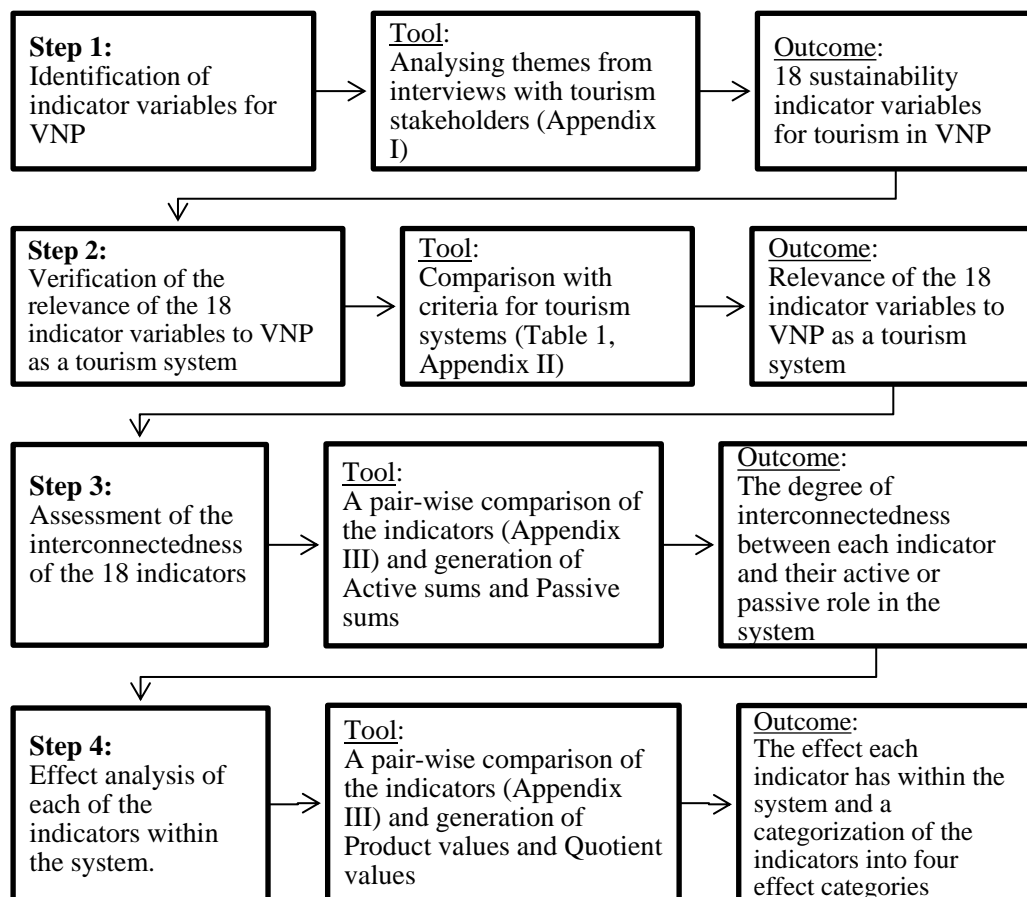 Step 1:
Identification of
indicator variables for
VNP
Tool:
Analysing themes from
interviews with tourism
stakeholders (Appendix
I)
Outcome:
18 sustainability
indicator variables
for tourism in VNP
Step 2:
Verification of the
relevance of the 18
indicator variables to VNP
as a tourism system
Tool:
Comparison with
criteria for tourism
systems (Table 1,
Appendix II)
Outcome:
Relevance of the 18
indicator variables to
VNP as a tourism
system
Step 3:
Assessment of the
interconnectedness
of the 18 indicators
Tool:
A pair-wise comparison of
the indicators (Appendix
III) and generation of
Active sums and Passive
sums
Outcome:
The degree of
interconnectedness
between each indicator
and their active or
passive role in the
system
Step 4:
Effect analysis of
each of the
indicators within
the system.
Tool:
A pair-wise comparison of
the indicators (Appendix
III) and generation of
Product values and Quotient
values
Outcome:
The effect each
indicator has within the
system and a
categorization of the
indicators into four
effect categories